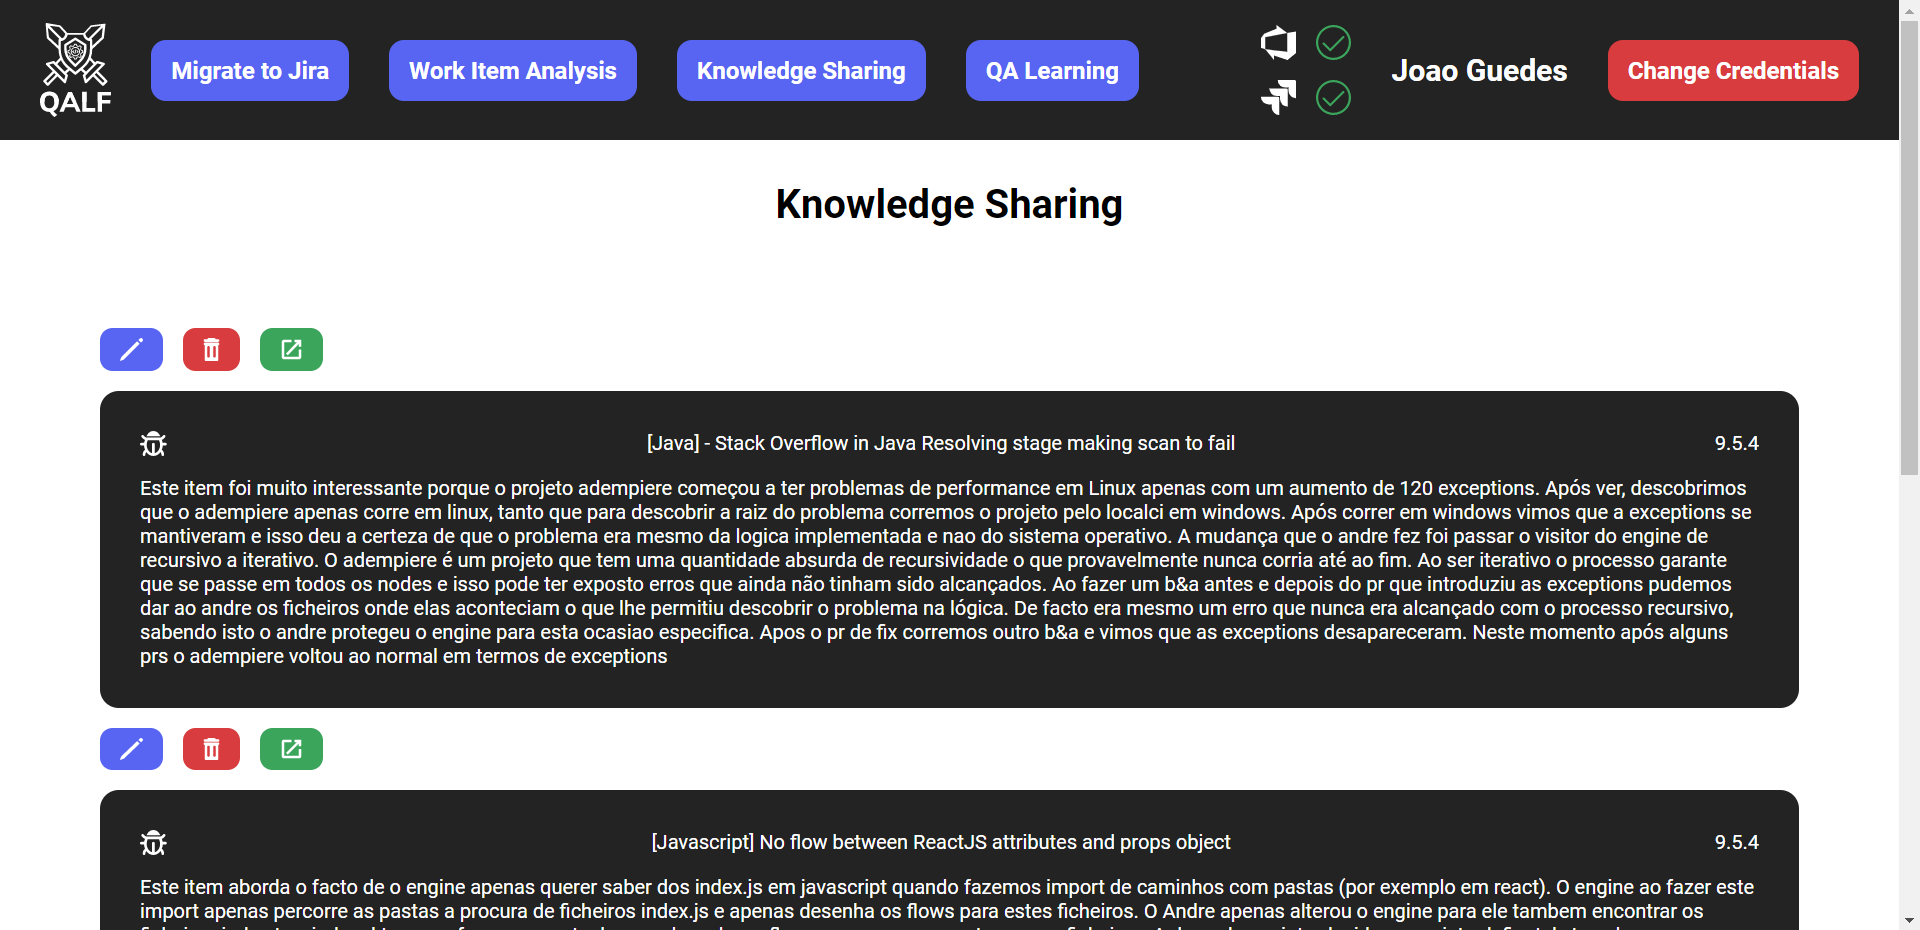 QALF
Migrate to Jira
Work Item Analysis
Knowledge Sharing
QA Learning
Joao Guedes
Change Credentials
Knowledge Sharing
[Java] - Stack Overflow in Java Resolving stage making scan to fail
9.5.4
Este item foi muito interessante porque o projeto adempiere começou a ter problemas de performance em Linux apenas com um aumento de 120 exceptions. Após ver, descobrimos
que o adempiere apenas corre em linux, tanto que para descobrir a raiz do problema corremos o projeto pelo localci em windows. Após correr em windows vimos que a exceptions se
mantiveram e isso deu a certeza de que o problema era mesmo da logica implementada e nao do sistema operativo. A mudança que o andre fez foi passar o visitor do engine de
recursivo a iterativo. O adempiere é um projeto que tem uma quantidade absurda de recursividade o que provavelmente nunca corria até ao fim. Ao ser iterativo o processo garante
que se passe em todos os nodes e isso pode ter exposto erros que ainda não tinham sido alcançados. Ao fazer um b&a antes e depois do pr que introduziu as exceptions pudemos
dar ao andre os ficheiros onde elas aconteciam o que lhe permitiu descobrir o problema na lógica. De facto era mesmo um erro que nunca era alcançado com o processo recursivo,
sabendo isto o andre protegeu o engine para esta ocasiao especifica. Apos o pr de fix corremos outro b&a e vimos que as exceptions desapareceram. Neste momento após alguns
prs o adempiere voltou ao normal em termos de exceptions
[Javascript] No flow between ReactJS attributes and props object
9.5.4
Este item aborda o facto de o engine apenas querer saber dos index.js em javascript quando fazemos import de caminhos com pastas (por exemplo em react). O engine ao fazer este
import apenas percorre as pastas a procura de ficheiros index.js e apenas desenha os flows para estes ficheiros. O Andre apenas alterou o engine para ele tambem encontrar os